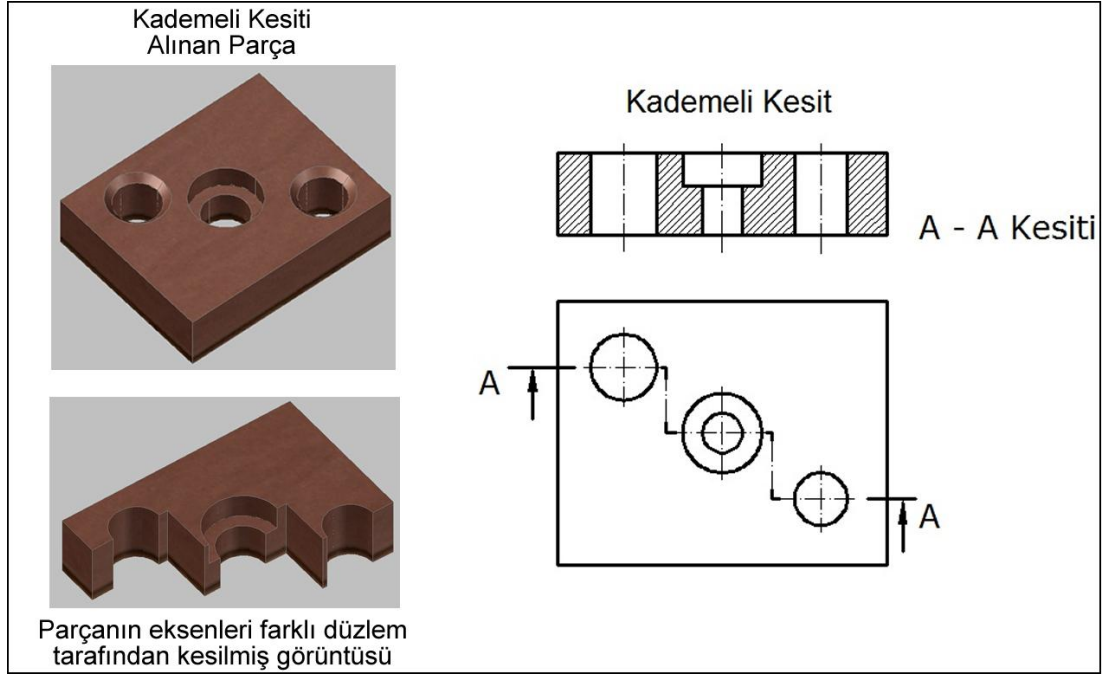 Kademeli Kesiti
Alınan Parça
Kademeli Kesit
A - A Kesiti
A
A
Parçanın eksenleri farklı düzlem
tarafından kesilmiş görüntüsü